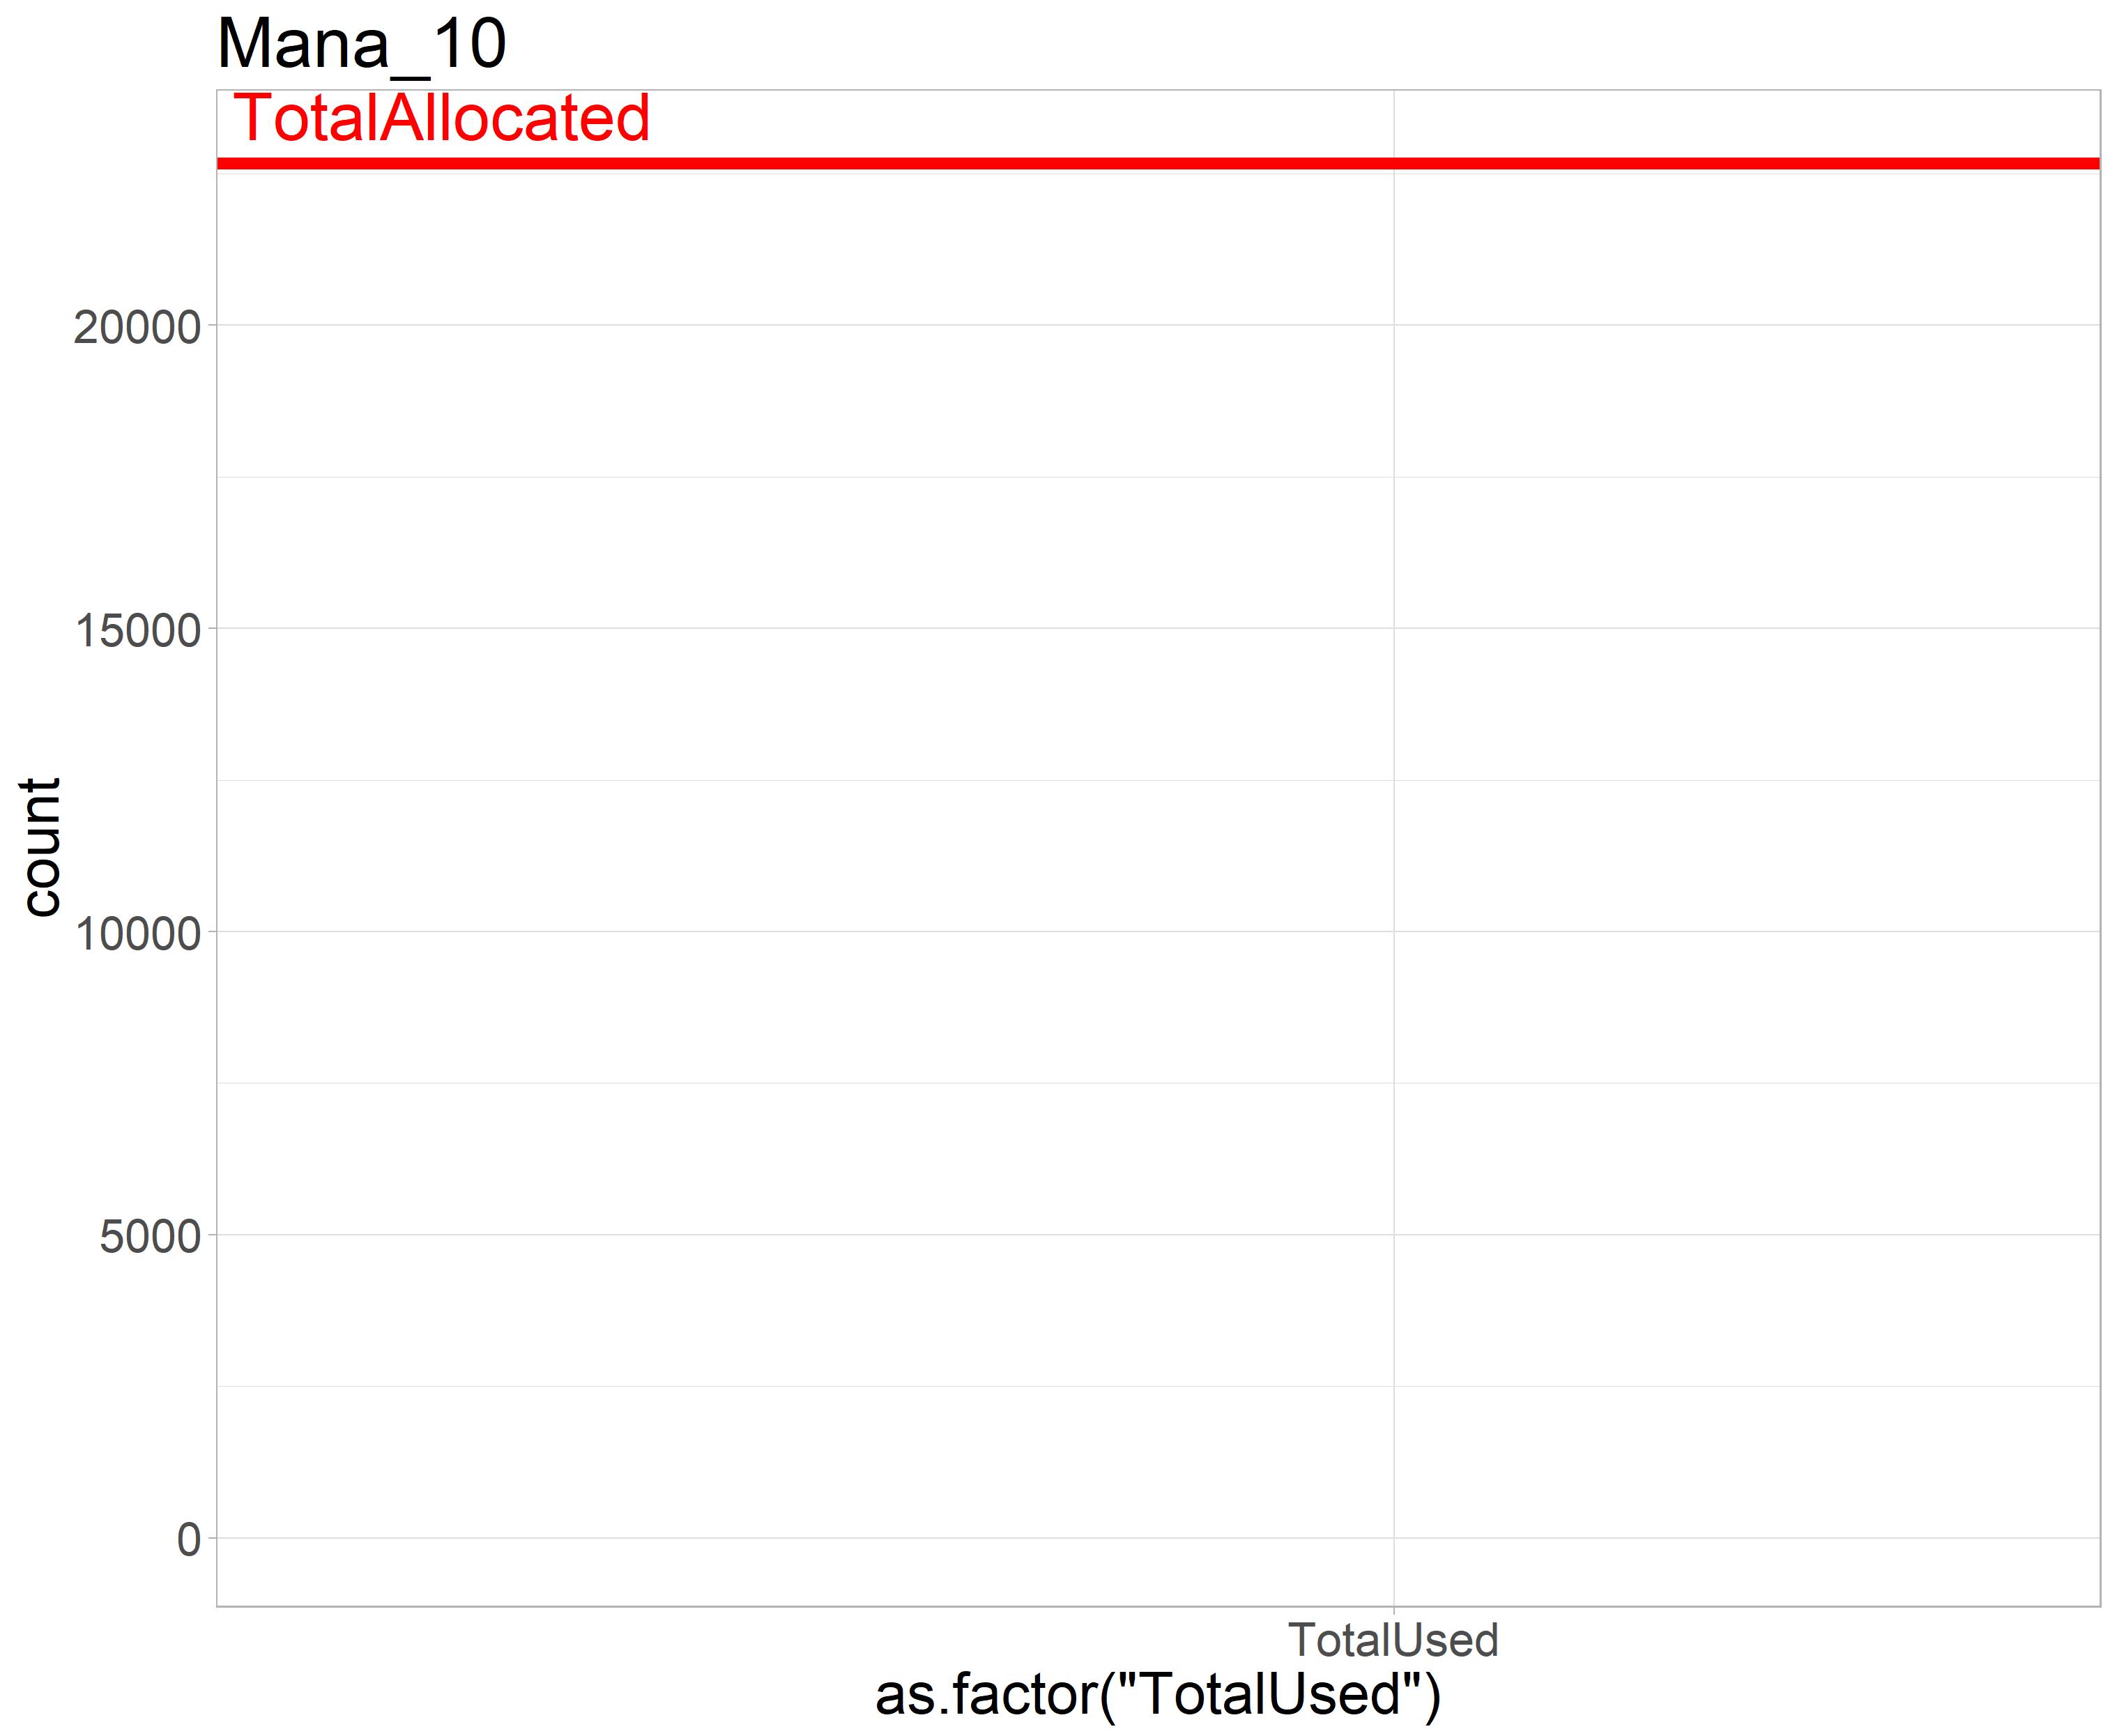 Mana_10
TotalAllocated
20000
15000
10000
5000
0
count
TotalUsed
as.factor("TotalUsed")